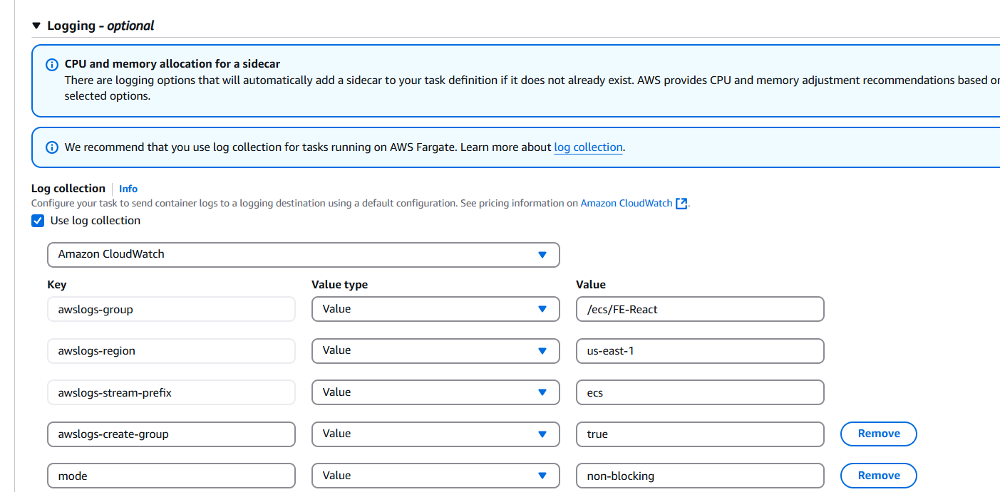 Logging - optional
CPU and memory allocation for a sidecar
There are logging options that will automatically add a sidecar to your task definition if it does not already exist. AWS provides CPU and memory adjustment recommendations based or
selected options.
We recommend that you use log collection for tasks running on AWS Fargate. Learn more about log collection.
Log collection Info
Configure your task to send container logs to a logging destination using a default configuration. See pricing information on Amazon CloudWatch.
Use log collection
Amazon CloudWatch
Key Value type Value
awslogs-group Value /ecs/FE-React
awslogs-region Value us-east-1
awslogs-stream-prefix Value ecs
awslogs-create-group Value true Remove
mode Value non-blocking Remove